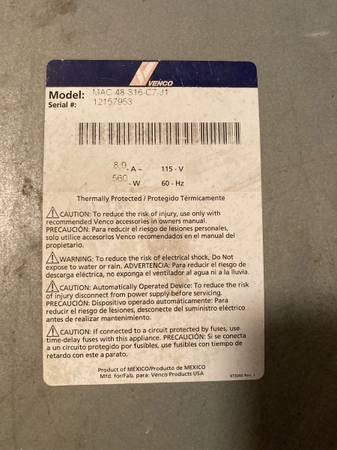 VENCO
Model: MAC-48-316-C7-J1
Serial #: 12157953
8.0 - A ~ 115 - V
560 - W 60 - Hz
Thermally Protected / Protegido Térmicamente
⚠CAUTION: To reduce the risk of injury, use only with
recommended Venco accessories in owners manual.
PRECAUCIÓN: Para reducir el riesgo de lesiones personales,
solo utilice accesorios Venco recomendados en el manual del
propietario.
⚠WARNING: To reduce the risk of electrical shock, Do Not
expose to water or rain. ADVERTENCIA: Para reducir el riesgo de
descarga eléctrica, no exponga el ventilador al agua ni a la lluvia.
⚠CAUTION: Automatically Operated Device: To reduce the risk
of injury disconnect from power supply before servicing.
PRECAUCIÓN: Dispositivo operado automáticamente: Para
reducir el riesgo de lesiones, desconecte del suministro eléctrico
antes de realizar mantenimiento.
⚠CAUTION: If connected to a circuit protected by fuses, use
time-delay fuses with this appliance. PRECAUCIÓN: Si se conecta
a un circuito protegido por fusibles, use fusibles con tiempo de
retardo con este a parato.
Product of MEXICO/Producto de MEXICO
Mfd. for/Fab. para: Venco Products USA